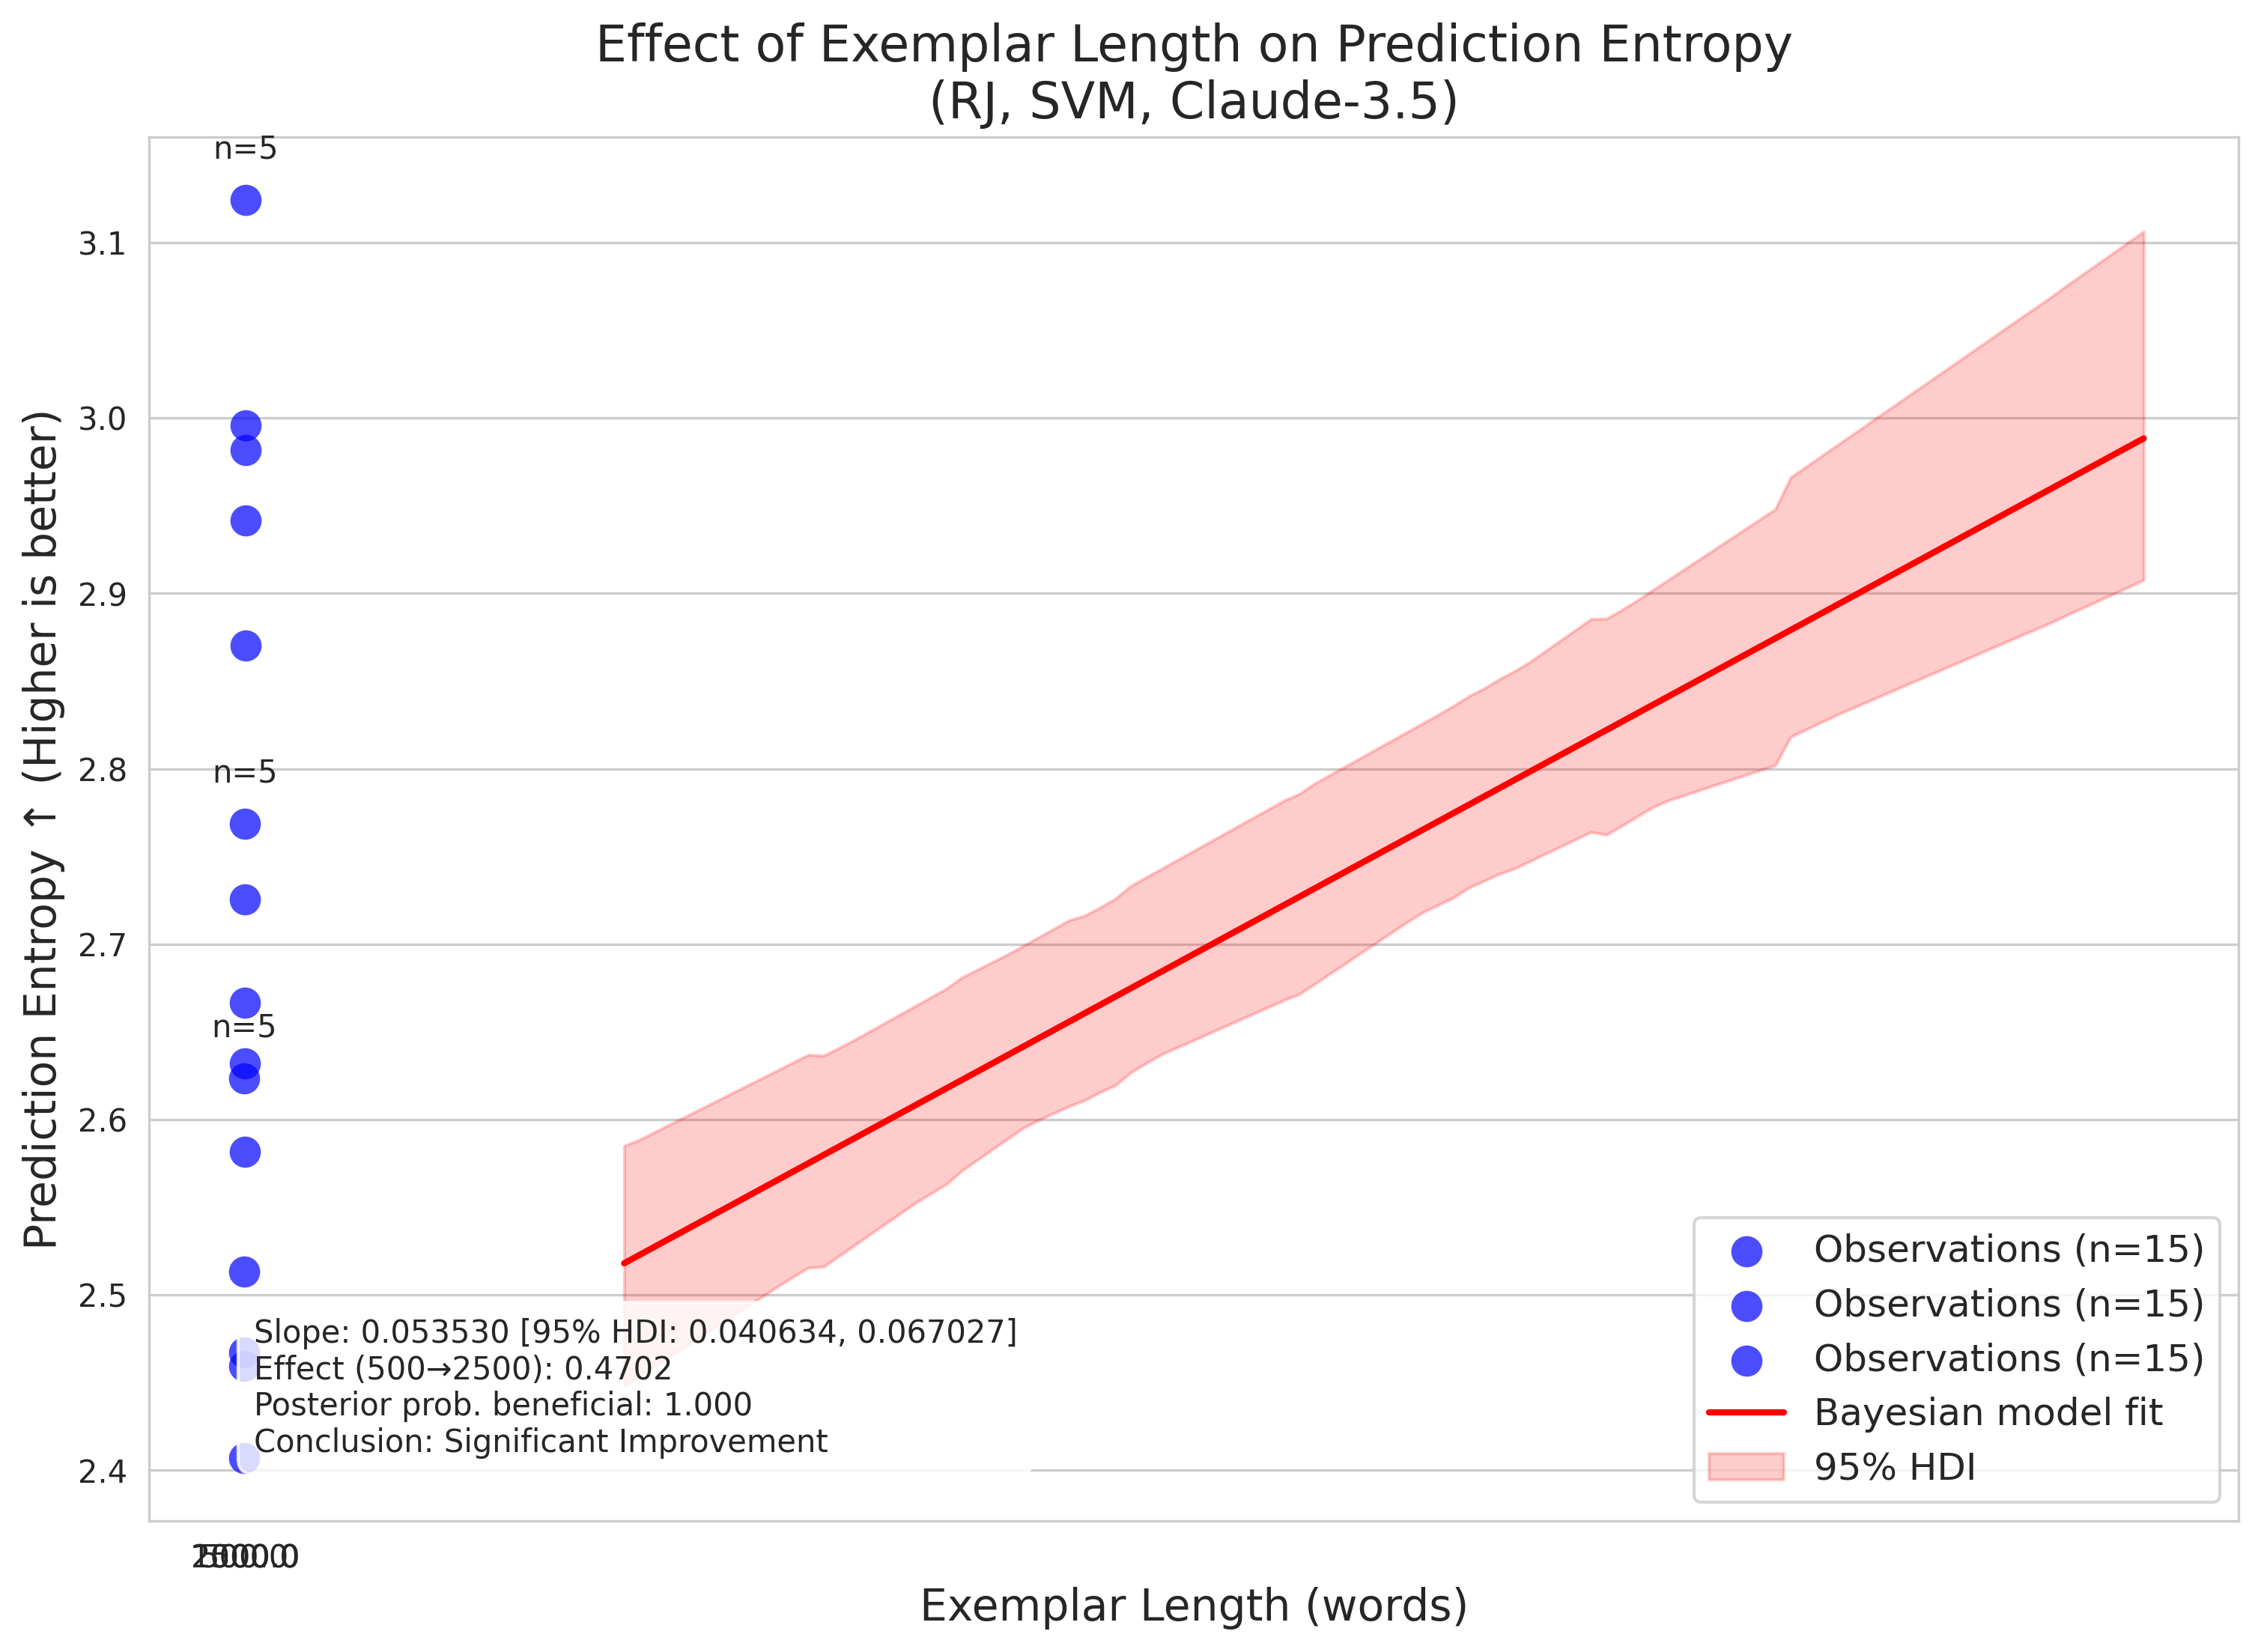 Effect of Exemplar Length on Prediction Entropy
(RJ, SVM, Claude-3.5)
Prediction Entropy ↑ (Higher is better)
3.1
3.0
2.9
2.8
2.7
2.6
2.5
2.4
n=5
n=5
n=5
Slope: 0.053530 [95% HDI: 0.040634, 0.067027]
Effect (500→2500): 0.4702
Posterior prob. beneficial: 1.000
Conclusion: Significant Improvement
Observations (n=15)
Observations (n=15)
Observations (n=15)
Bayesian model fit
95% HDI
Exemplar Length (words)